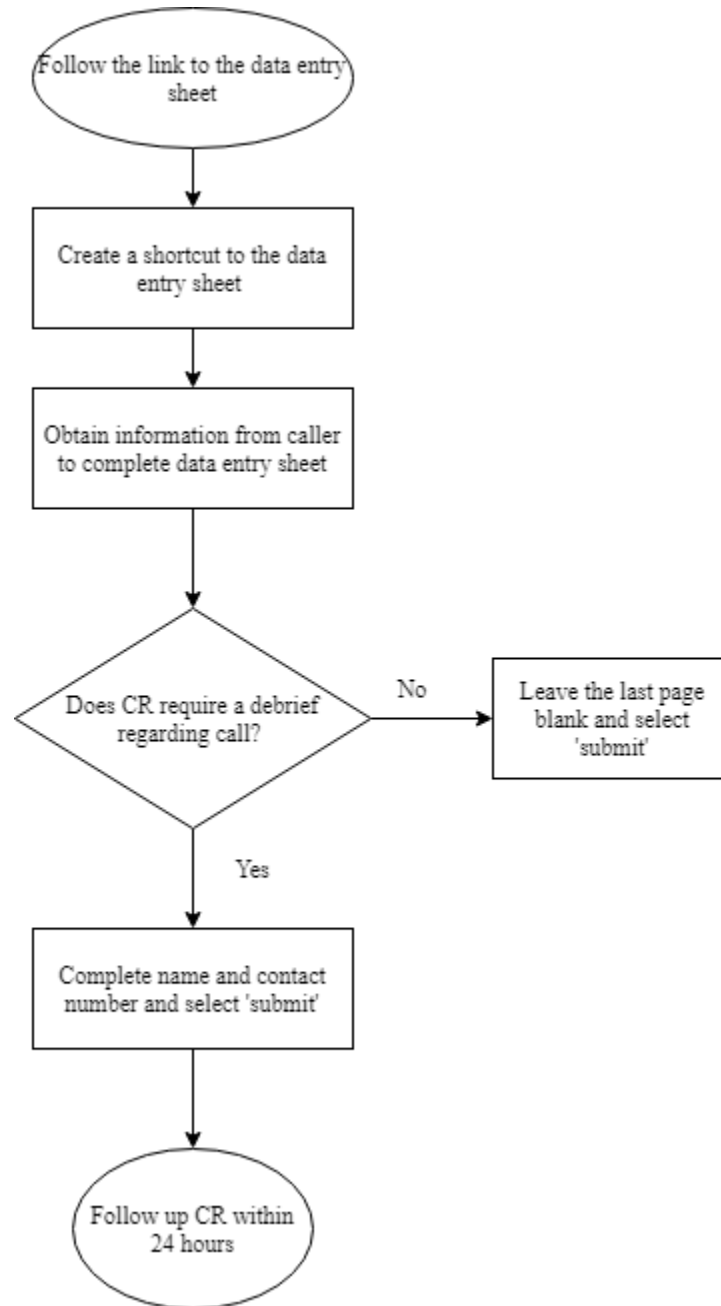 Follow the link to the data entry
sheet
Create a shortcut to the data
entry sheet
Obtain information from caller
to complete data entry sheet
Does CR require a debrief
regarding call?
No
Leave the last page
blank and select
'submit'
Yes
Complete name and contact
number and select 'submit'
Follow up CR within
24 hours